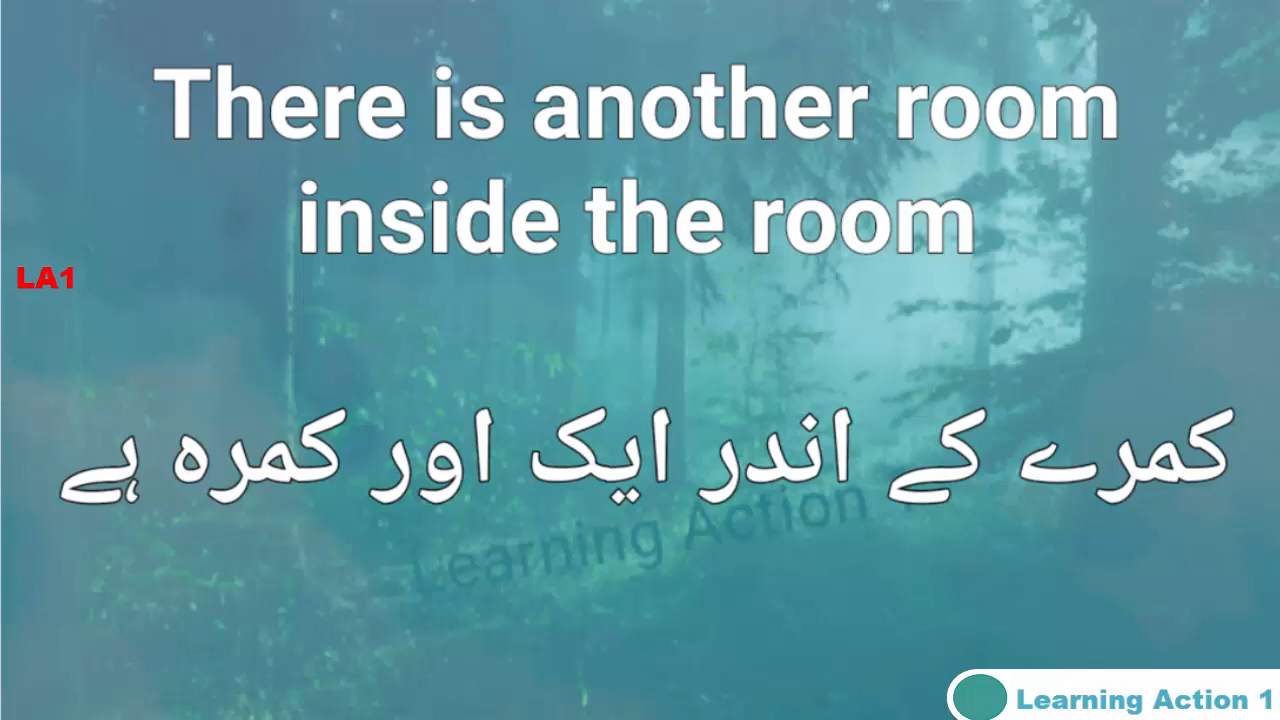 There is another room
inside the room
LA1
کمرے کے اندر ایک اور کمرہ ہے
Learning Action 1
Learning Action 1